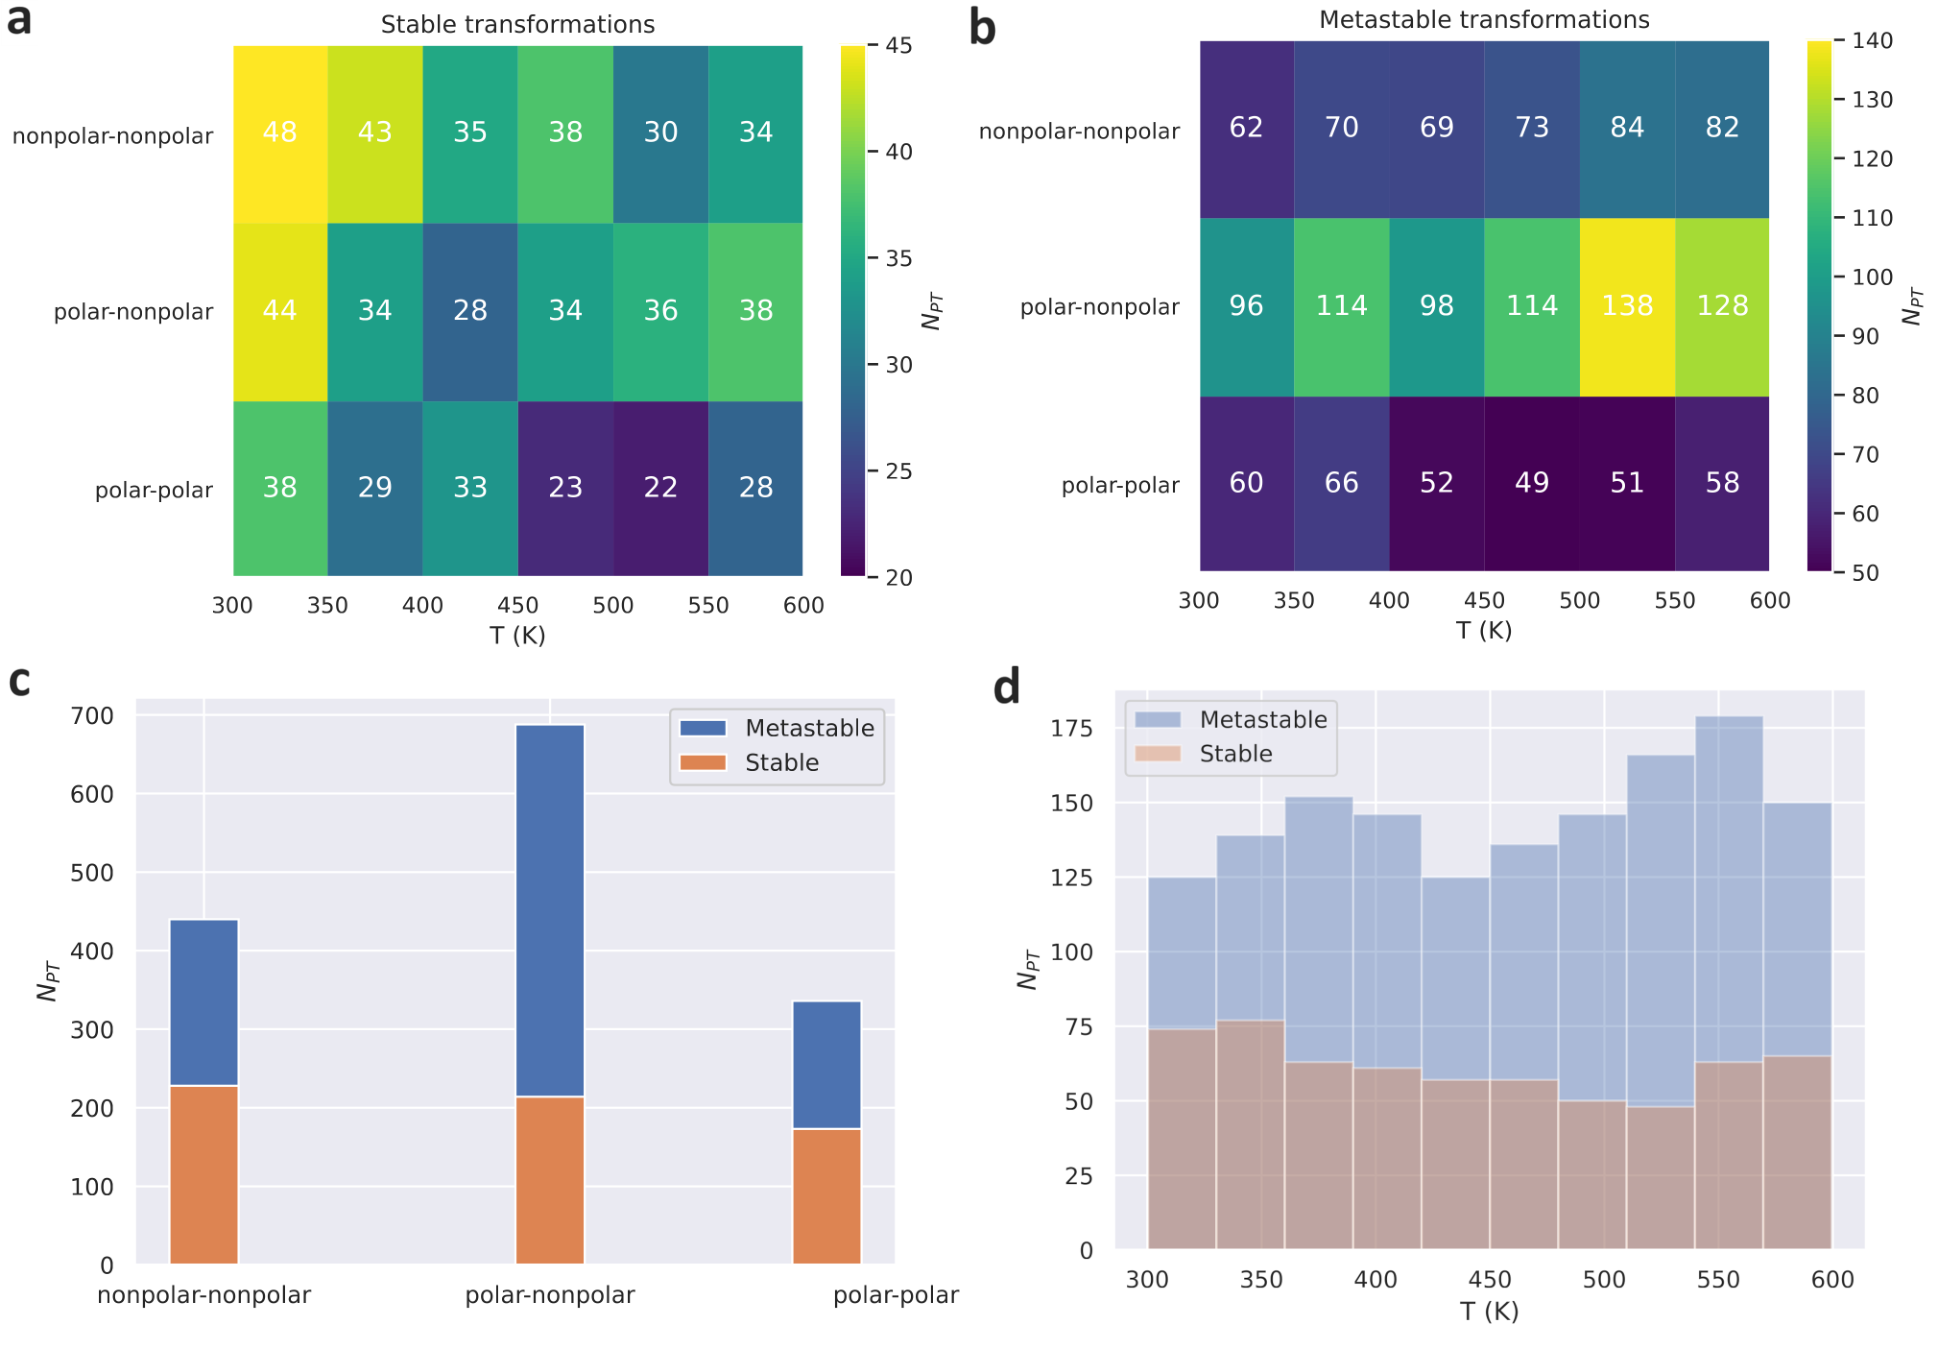 a
Stable transformations
nonpolar-nonpolar
polar-nonpolar
polar-polar
48 43 35 38 30 34
44 34 28 34 36 38
38 29 33 23 22 28
300 350 400 450 500 550 600
T (K)
45
40
35
30
25
20
N_PT
b
Metastable transformations
nonpolar-nonpolar
polar-nonpolar
polar-polar
62 70 69 73 84 82
96 114 98 114 138 128
60 66 52 49 51 58
300 350 400 450 500 550 600
T (K)
140
130
120
110
100
90
80
70
60
50
N_PT
c
700
600
500
400
300
200
100
0
N_PT
Metastable
Stable
nonpolar-nonpolar polar-nonpolar polar-polar
d
175
150
125
100
75
50
25
0
N_PT
Metastable
Stable
300 350 400 450 500 550 600
T (K)